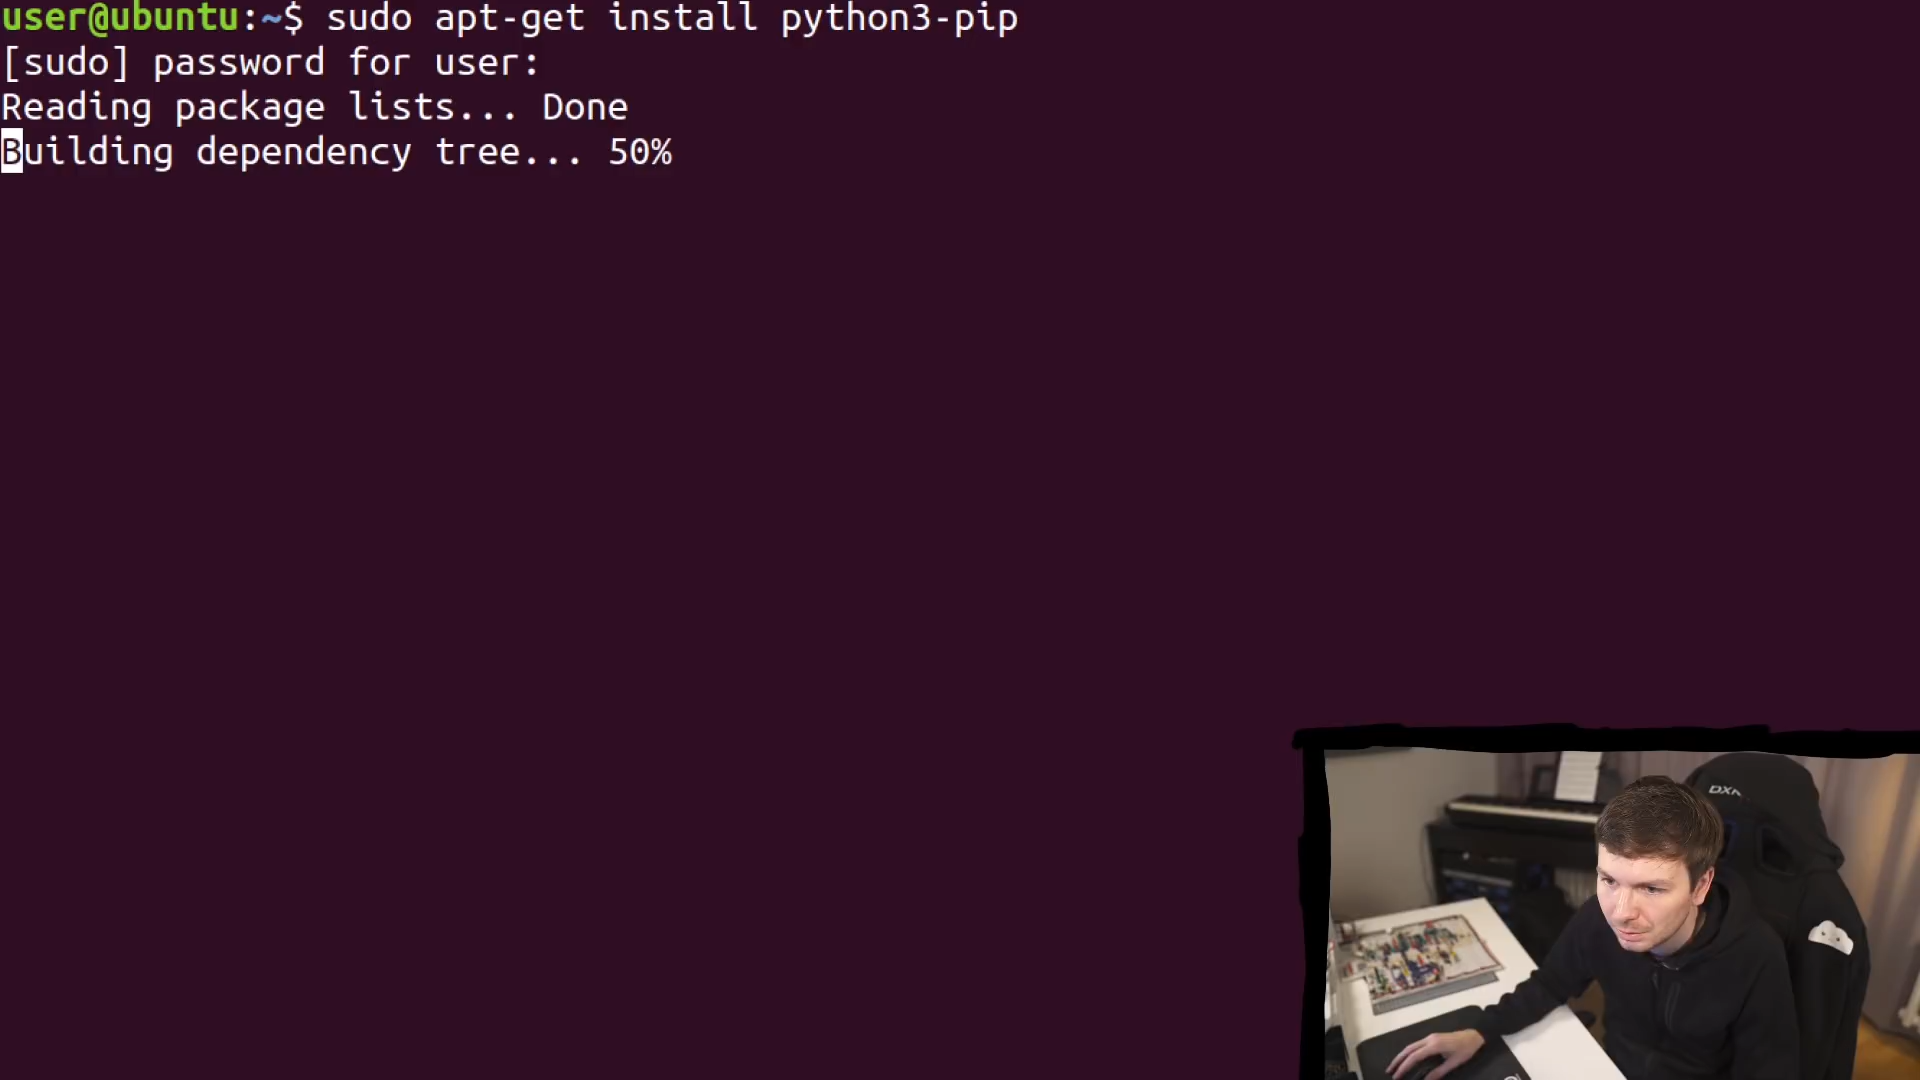 user@ubuntu:~$ sudo apt-get install python3-pip
[sudo] password for user:
Reading package lists... Done
Building dependency tree... 50%